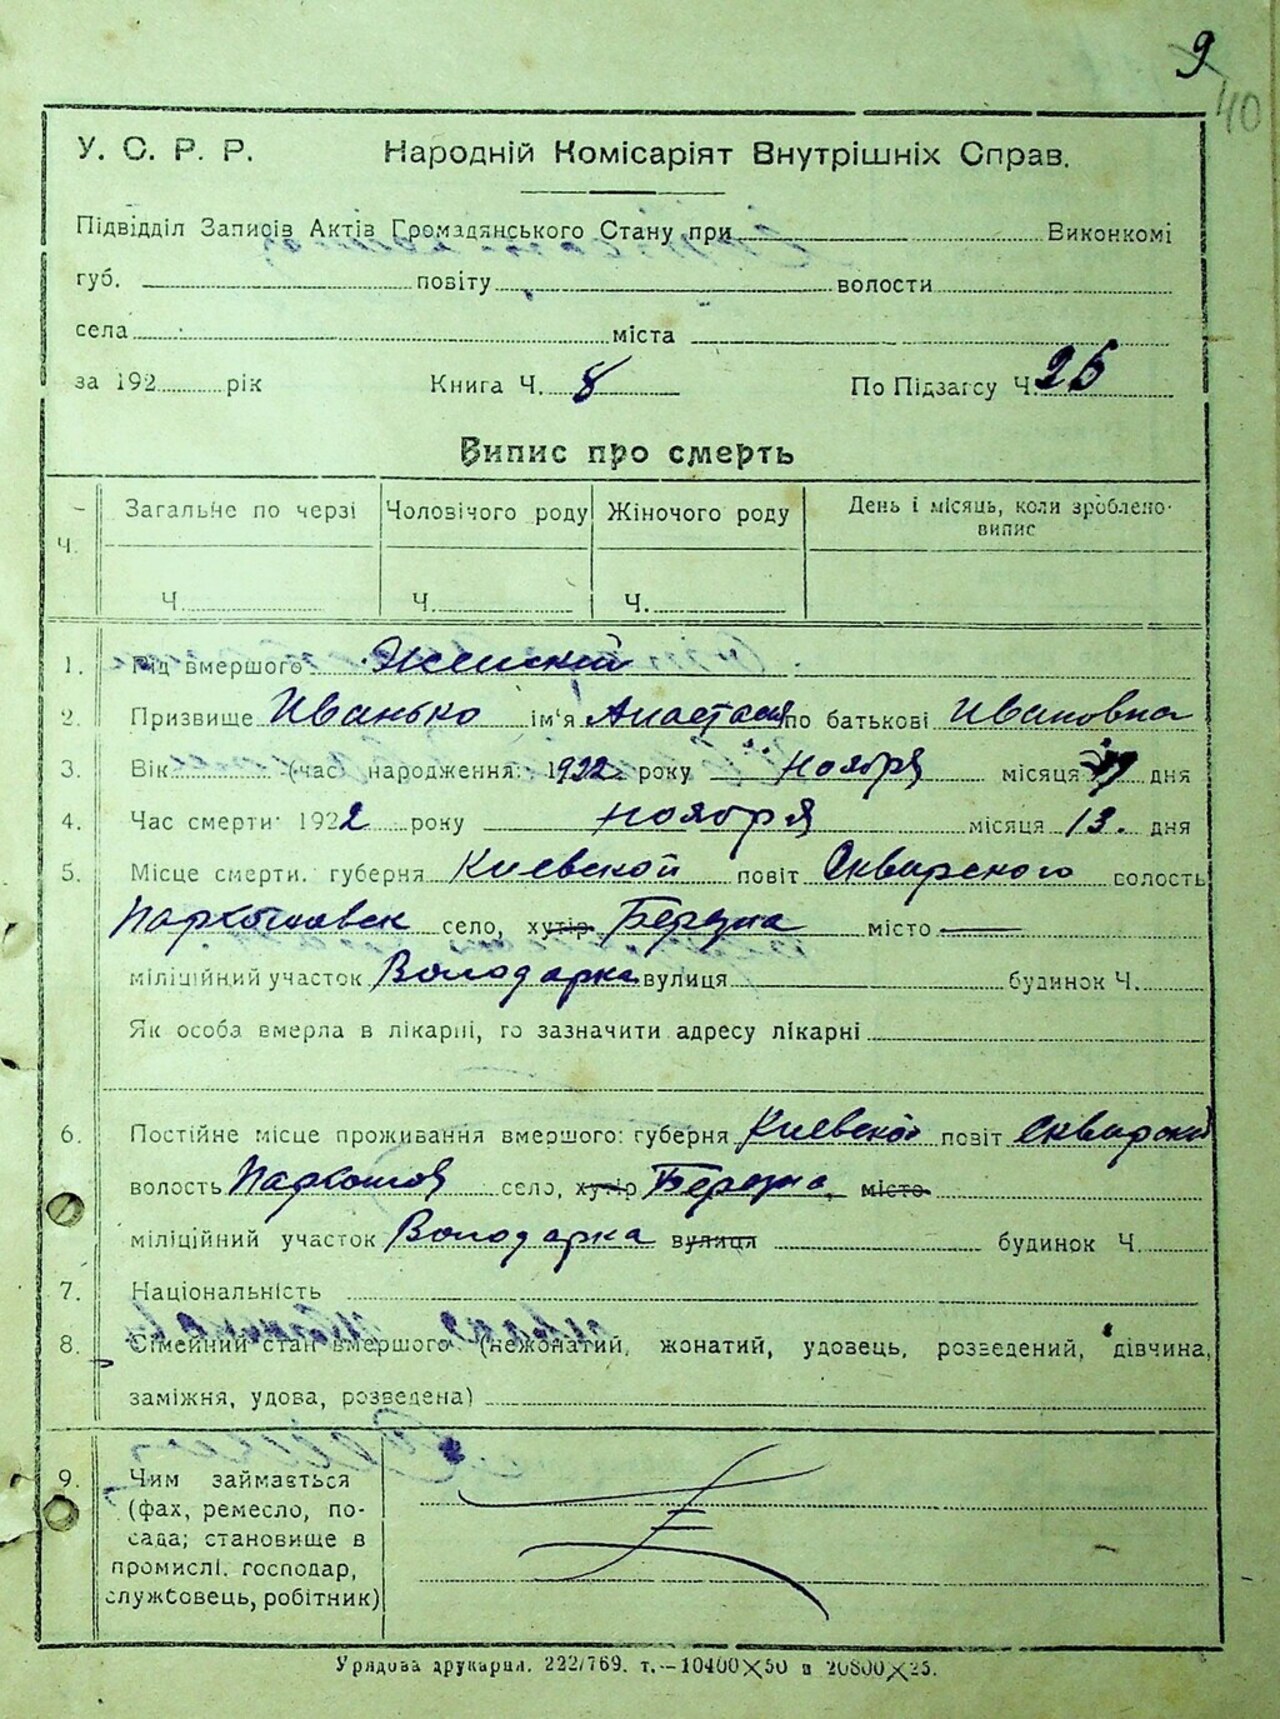 9
40
У. С. Р. Р. Народній Комісаріят Внутрішніх Справ.
Підвідділ Записів Актів Громадянського Стану при Виконкомі
губ. повіту волости
села міста
за 192 рік Книга Ч. 8 По Підзагсу Ч. 26
Випис про смерть
Ч. Загальне по черзі Чоловічого роду Жіночого роду День і місяць, коли зроблено
випис
Ч. Ч. Ч.
1. Рід вмершого Женский
2. Призвище Иванько ім'я Анастасия по батькові Ивановна
3. Вік (час народження: 1922 року ноября місяця дня
4. Час смерти 1922 року ноября місяця 13. дня
5. Місце смерти. губерня Киевской повіт Сквирского волость
село, хутір Березна місто —
міліційний участок Володарка вулиця будинок Ч.
Як особа вмерла в лікарні, то зазначити адресу лікарні
6. Постійне місце проживання вмершого: губерня Киевской повіт Сквирский
волость село, хутір Березна, місто
міліційний участок Володарка вулиця будинок Ч.
7. Національність
8. Сімейний стан вмершого (нежонатий, жонатий, удовець, розведений, дівчина,
заміжня, удова, розведена)
9. Чим займається
(фах, ремесло, по-
сада; становище в
промислі. господар,
службовець, робітник)
Урядова друкарня. 222/769. т.—10400X50 и 20800X25.